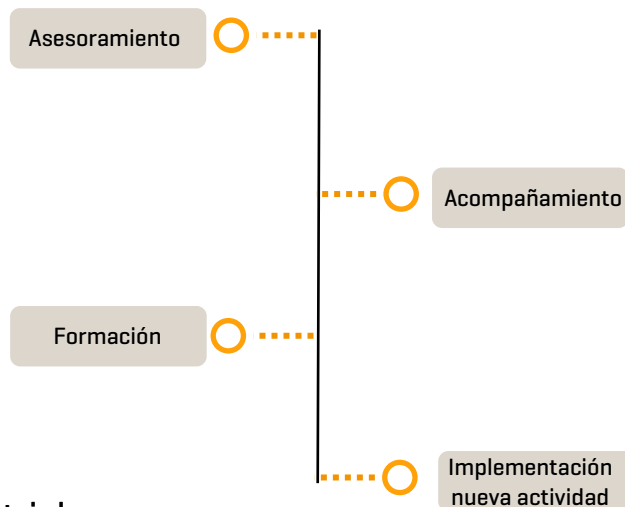 Asesoramiento
Acompañamiento
Formación
Implementación
nueva actividad